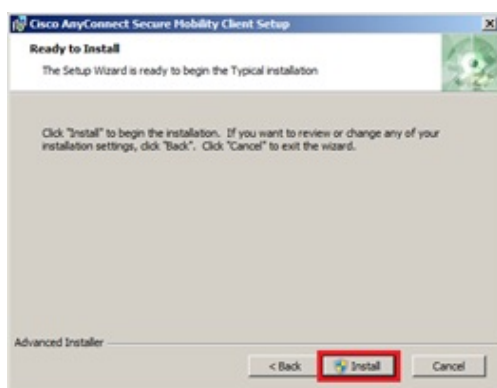 Cisco AnyConnect Secure Mobility Client Setup
Ready to Install
The Setup Wizard is ready to begin the Typical installation
Click "Install" to begin the installation. If you want to review or change any of your
installation settings, click "Back". Click "Cancel" to exit the wizard.
Advanced Installer
< Back
Install
Cancel